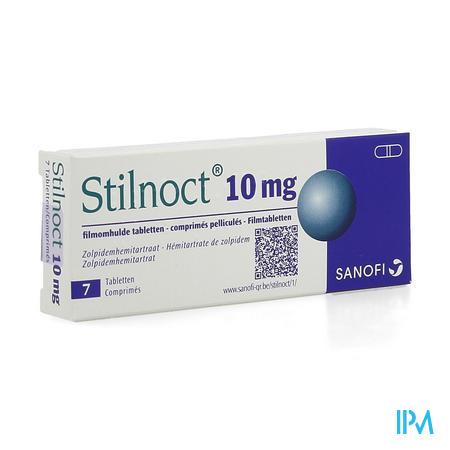 Stilnoct® 10 mg
filmomhulde tabletten - comprimés pelliculés - Filmtabletten
Zolpidemhemitartraat - Hémitartrate de zolpidem
Zolpidemhemitartrat
7 Tabletten
Comprimés
www.sanofi-qr.be/stilnoct/1/
SANOFI
Stilnoct 10 mg
7 Tabletten/Comprimés
IPM